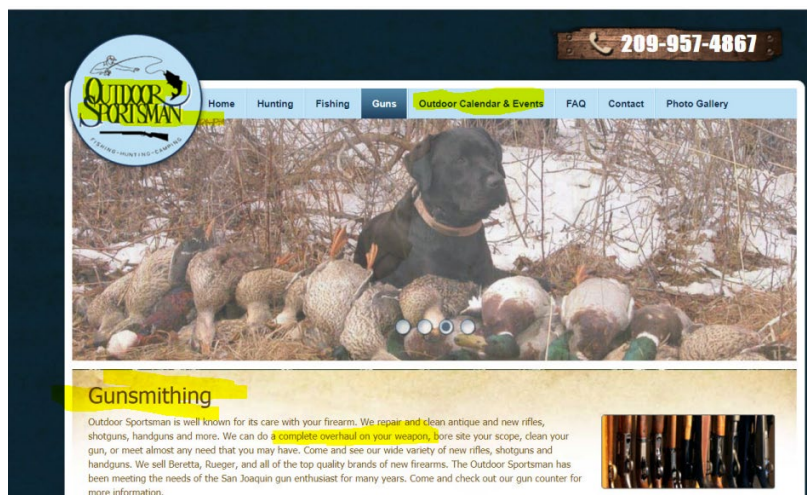 209-957-4867
OUTDOOR
SPORTSMAN
FISHING-HUNTING-CAMPING
Home Hunting Fishing Guns Outdoor Calendar & Events FAQ Contact Photo Gallery
Gunsmithing
Outdoor Sportsman is well known for its care with your firearm. We repair and clean antique and new rifles,
shotguns, handguns and more. We can do a complete overhaul on your weapon, bore site your scope, clean your
gun, or meet almost any need that you may have. Come and see our wide variety of new rifles, shotguns and
handguns. We sell Beretta, Rueger, and all of the top quality brands of new firearms. The Outdoor Sportsman has
been meeting the needs of the San Joaquin gun enthusiast for many years. Come and check out our gun counter for
more information.